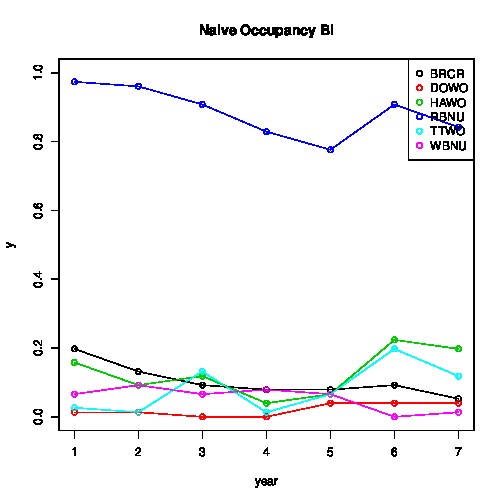 Naive Occupancy BI
BRCR
DOWO
HAWO
RBNU
TTWO
WBNU
y
1.0
0.8
0.6
0.4
0.2
0.0
1 2 3 4 5 6 7
year